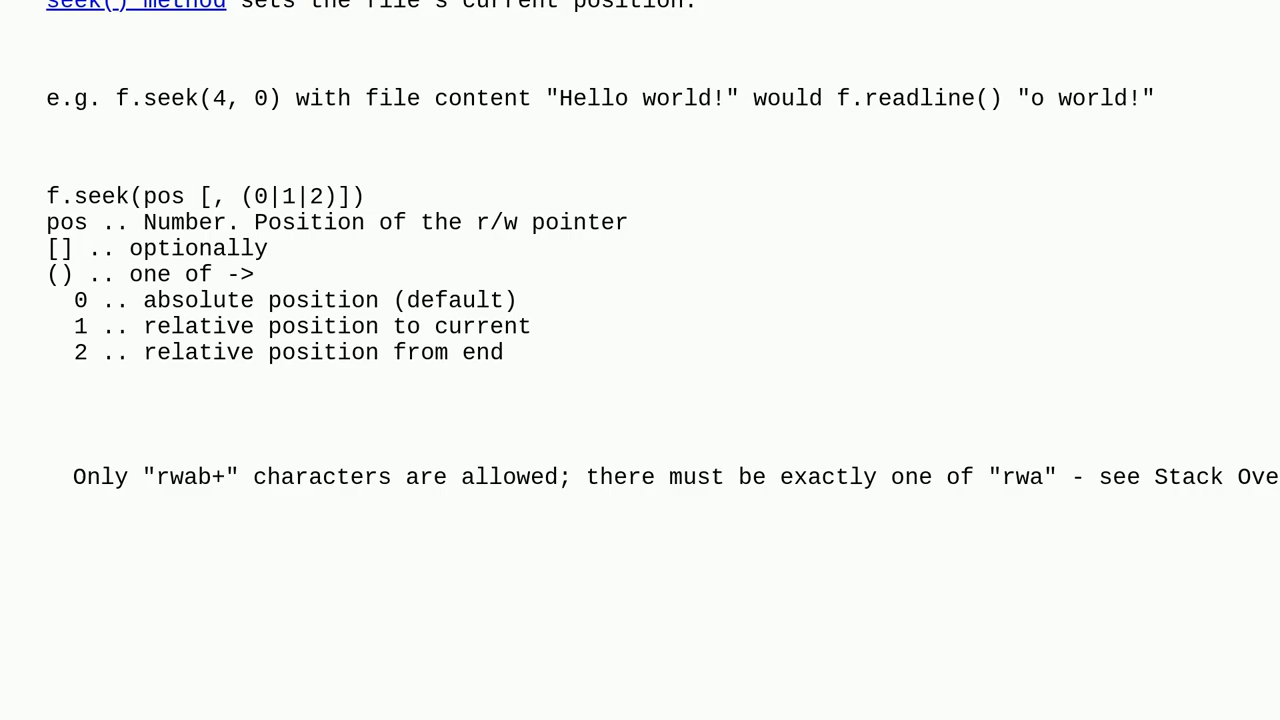 seek() method sets the file's current position.
e.g. f.seek(4, 0) with file content "Hello world!" would f.readline() "o world!"
f.seek(pos [, (0|1|2)])
pos .. Number. Position of the r/w pointer
[] .. optionally
() .. one of ->
0 .. absolute position (default)
1 .. relative position to current
2 .. relative position from end
Only "rwab+" characters are allowed; there must be exactly one of "rwa" - see Stack Ove